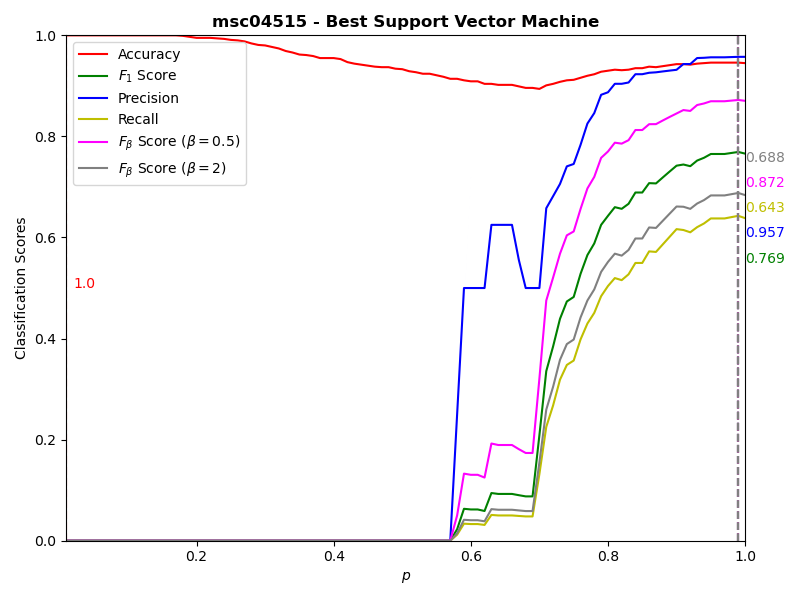 msc04515 - Best Support Vector Machine
1.0
0.8
0.6
0.4
0.2
0.0
Classification Scores
Accuracy
F₁ Score
Precision
Recall
Fᵦ Score (β = 0.5)
Fᵦ Score (β = 2)
1.0
0.688
0.872
0.643
0.957
0.769
0.2
0.4
0.6
0.8
1.0
p